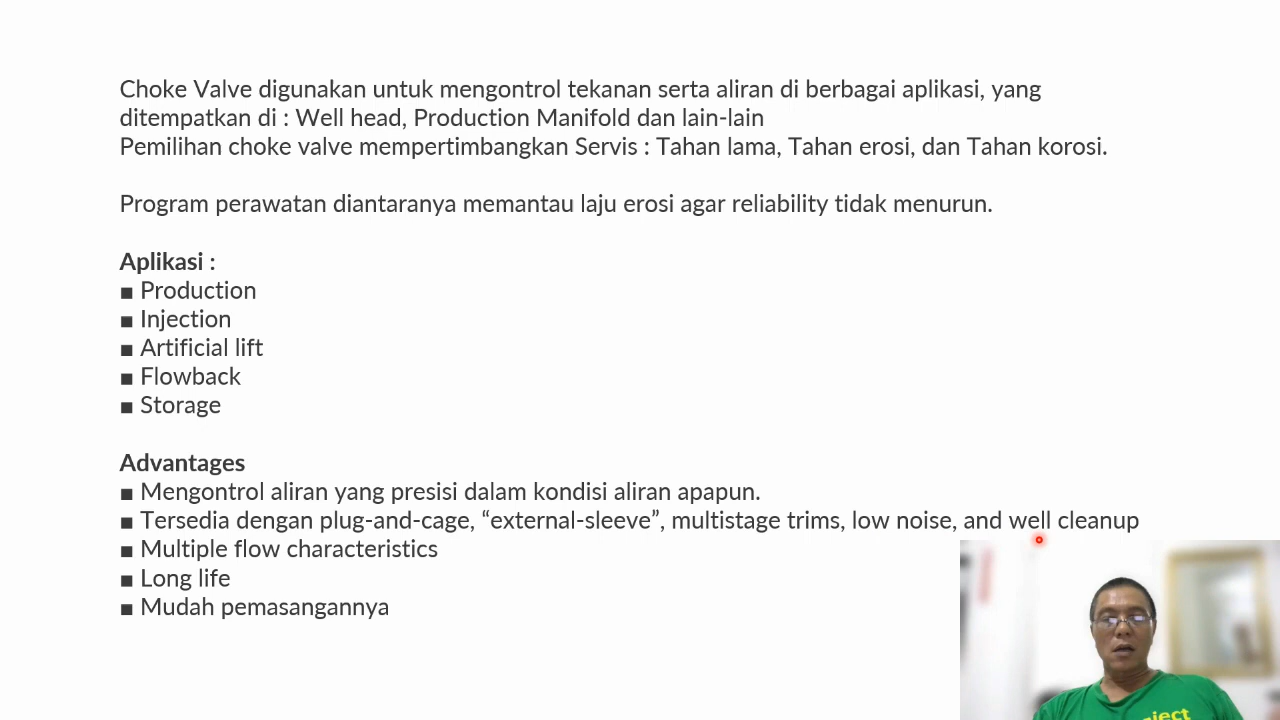 Choke Valve digunakan untuk mengontrol tekanan serta aliran di berbagai aplikasi, yang
ditempatkan di : Well head, Production Manifold dan lain-lain
Pemilihan choke valve mempertimbangkan Servis : Tahan lama, Tahan erosi, dan Tahan korosi.
Program perawatan diantaranya memantau laju erosi agar reliability tidak menurun.
Aplikasi :
■ Production
■ Injection
■ Artificial lift
■ Flowback
■ Storage
Advantages
■ Mengontrol aliran yang presisi dalam kondisi aliran apapun.
■ Tersedia dengan plug-and-cage, “external-sleeve”, multistage trims, low noise, and well cleanup
■ Multiple flow characteristics
■ Long life
■ Mudah pemasangannya